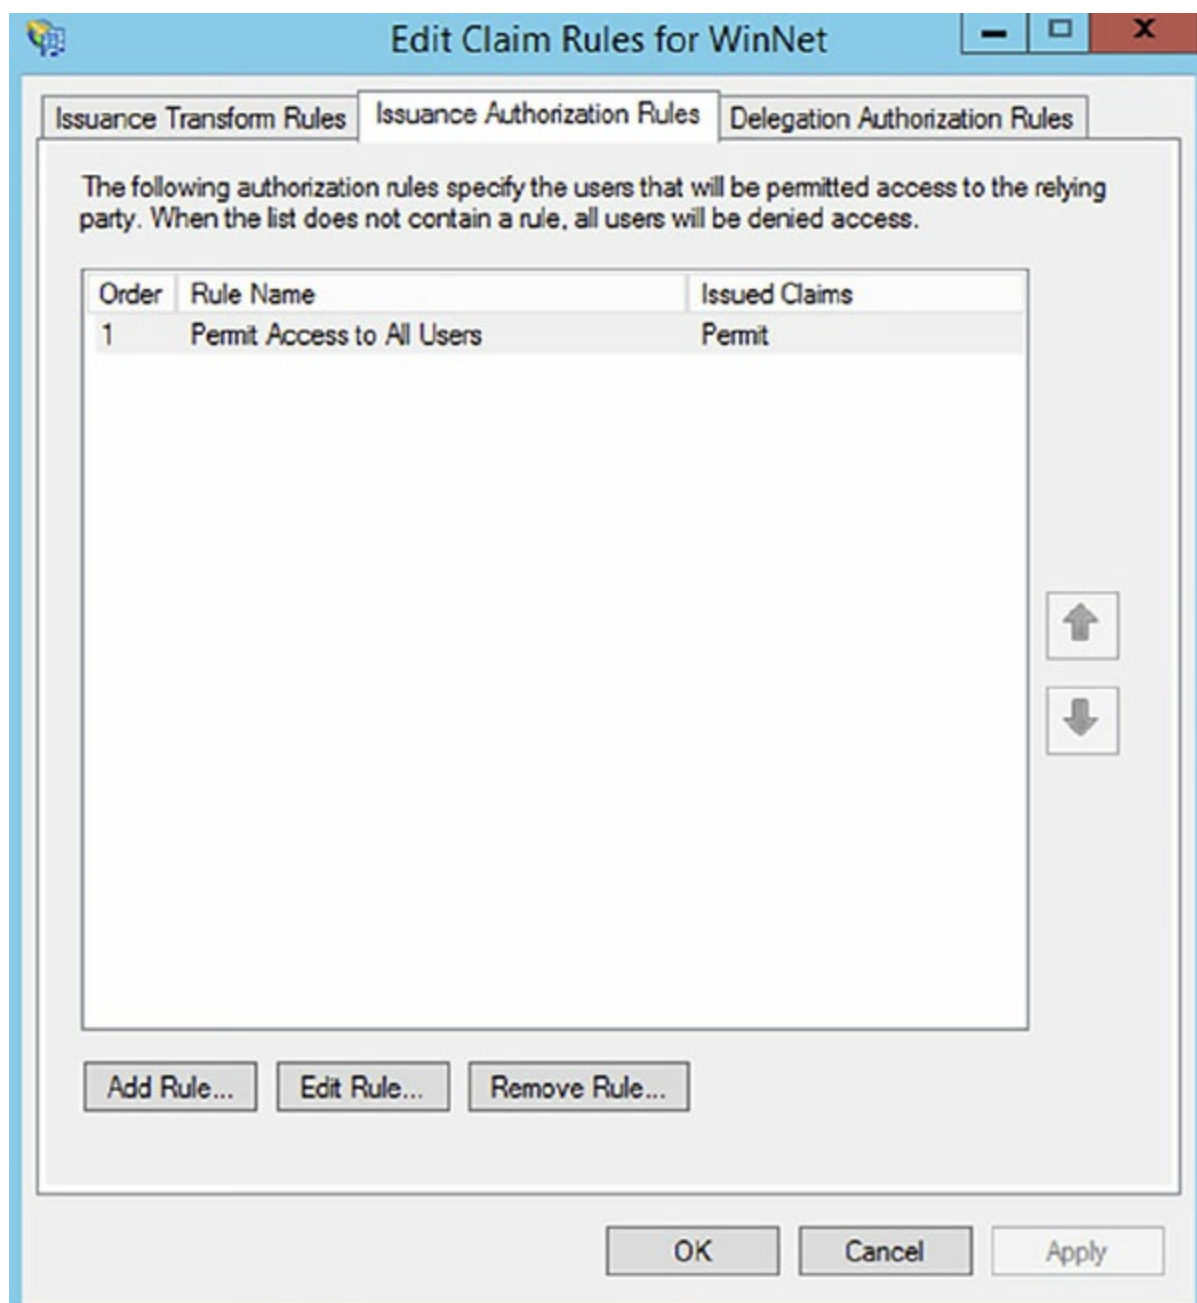 Edit Claim Rules for WinNet
Issuance Transform Rules
Issuance Authorization Rules
Delegation Authorization Rules
The following authorization rules specify the users that will be permitted access to the relying
party. When the list does not contain a rule, all users will be denied access.
Order Rule Name Issued Claims
1 Permit Access to All Users Permit
Add Rule... Edit Rule... Remove Rule...
OK Cancel Apply